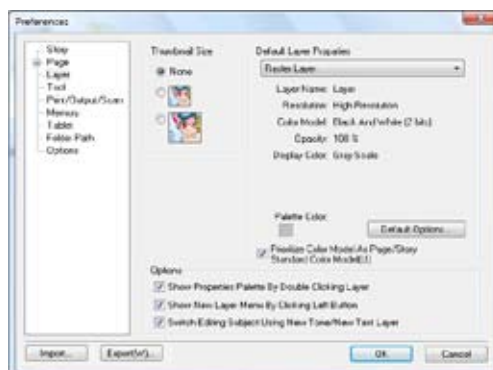 Preferences
Story
Page
Layer
Tool
Pen/Output/Scan
Memory
Tablet
Folder Path
Options
Thumbnail Size
None
Default Layer Properties
Raster Layer
Layer Name: Layer
Resolution: High Resolution
Color Model: Black And White (2 bits)
Opacity: 100 %
Display Color: Gray Scale
Palette Color:
Default Options...
Prioritize Color Model As Page/Story
Standard Color Model
Options
Show Properties Palette By Double Clicking Layer
Show New Layer Menu By Clicking Left Button
Switch Editing Subject Using New Tone/New Text Layer
Import...
Export(W)...
OK
Cancel